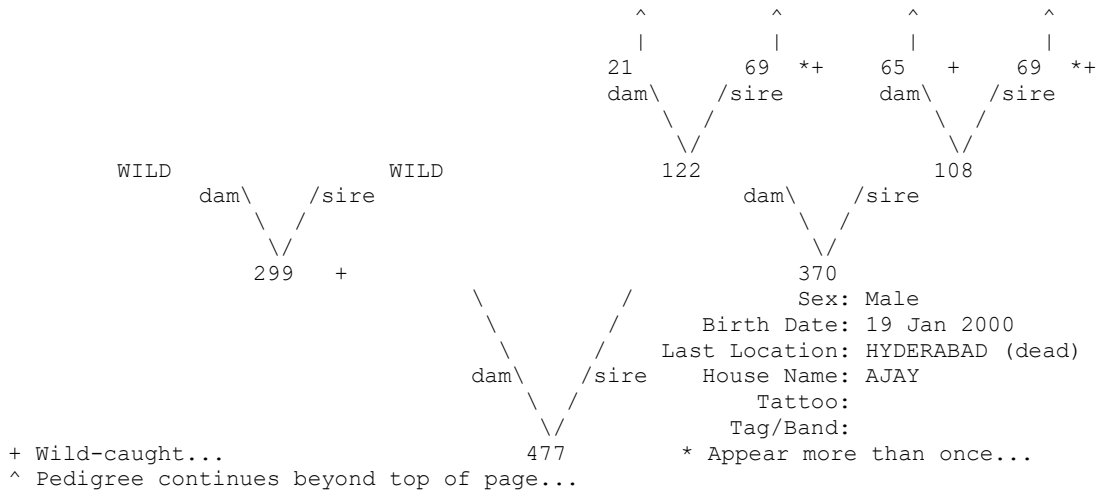 ^ ^ ^ ^
| | | |
21 69 *+ 65 + 69 *+
dam\ /sire dam\ /sire
\ / \ /
\/ \/
WILD WILD 122 108
dam\ /sire dam\ /sire
\ / \ /
\/ \/
299 + 370
\ / Sex: Male
\ / Birth Date: 19 Jan 2000
\ / Last Location: HYDERABAD (dead)
dam\ /sire House Name: AJAY
\ / Tattoo:
\/ Tag/Band:
+ Wild-caught... 477 * Appear more than once...
^ Pedigree continues beyond top of page...